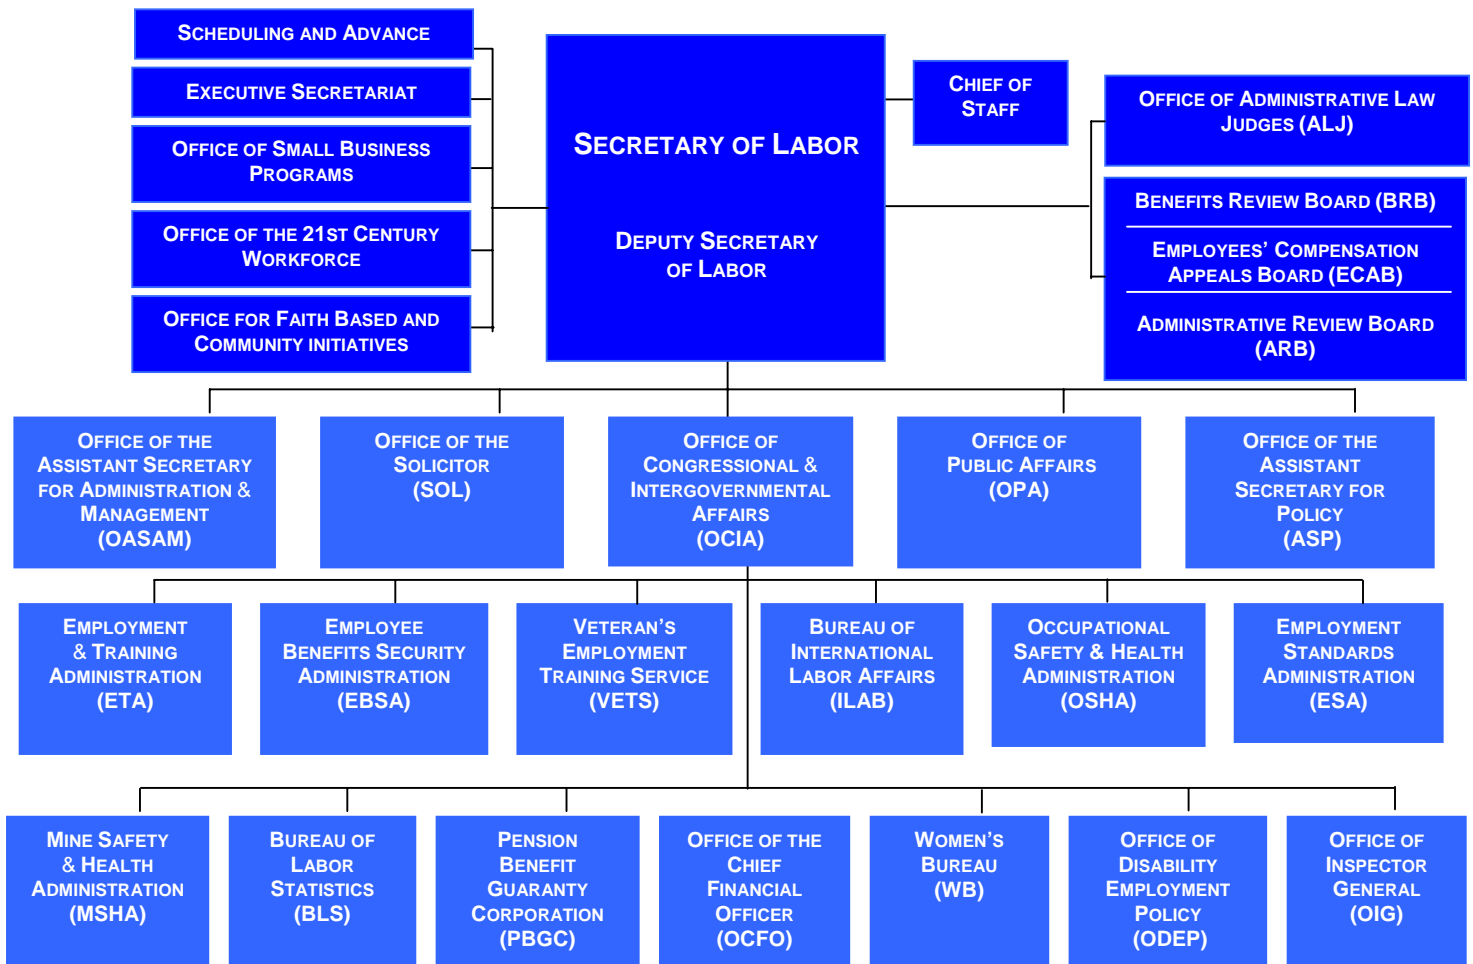 SCHEDULING AND ADVANCE
EXECUTIVE SECRETARIAT
OFFICE OF SMALL BUSINESS
PROGRAMS
OFFICE OF THE 21ST CENTURY
WORKFORCE
OFFICE FOR FAITH BASED AND
COMMUNITY INITIATIVES
SECRETARY OF LABOR
DEPUTY SECRETARY
OF LABOR
CHIEF OF
STAFF
OFFICE OF ADMINISTRATIVE LAW
JUDGES (ALJ)
BENEFITS REVIEW BOARD (BRB)
EMPLOYEES’ COMPENSATION
APPEALS BOARD (ECAB)
ADMINISTRATIVE REVIEW BOARD
(ARB)
OFFICE OF THE
ASSISTANT SECRETARY
FOR ADMINISTRATION &
MANAGEMENT
(OASAM)
OFFICE OF THE
SOLICITOR
(SOL)
OFFICE OF
CONGRESSIONAL &
INTERGOVERNMENTAL
AFFAIRS
(OCIA)
OFFICE OF
PUBLIC AFFAIRS
(OPA)
OFFICE OF THE
ASSISTANT
SECRETARY FOR
POLICY
(ASP)
EMPLOYMENT
& TRAINING
ADMINISTRATION
(ETA)
EMPLOYEE
BENEFITS SECURITY
ADMINISTRATION
(EBSA)
VETERAN’S
EMPLOYMENT
TRAINING SERVICE
(VETS)
BUREAU OF
INTERNATIONAL
LABOR AFFAIRS
(ILAB)
OCCUPATIONAL
SAFETY & HEALTH
ADMINISTRATION
(OSHA)
EMPLOYMENT
STANDARDS
ADMINISTRATION
(ESA)
MINE SAFETY
& HEALTH
ADMINISTRATION
(MSHA)
BUREAU OF
LABOR
STATISTICS
(BLS)
PENSION
BENEFIT
GUARANTY
CORPORATION
(PBGC)
OFFICE OF THE
CHIEF
FINANCIAL
OFFICER
(OCFO)
WOMEN’S
BUREAU
(WB)
OFFICE OF
DISABILITY
EMPLOYMENT
POLICY
(ODEP)
OFFICE OF
INSPECTOR
GENERAL
(OIG)